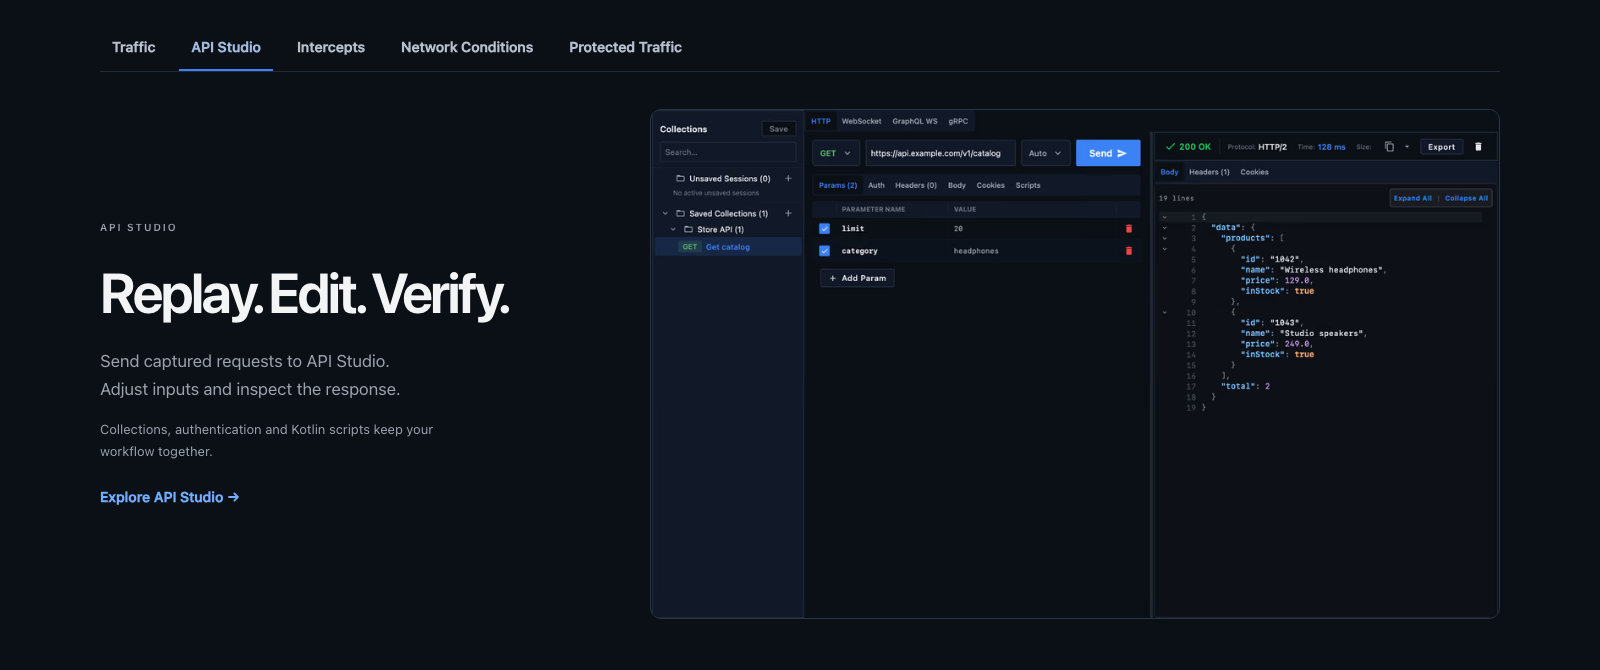 Traffic API Studio Intercepts Network Conditions Protected Traffic
API STUDIO
Replay. Edit. Verify.
Send captured requests to API Studio.
Adjust inputs and inspect the response.
Collections, authentication and Kotlin scripts keep your
workflow together.
Explore API Studio →
Collections Save
Search...
Unsaved Sessions (0) +
No active unsaved sessions
Saved Collections (1) +
Store API (1)
GET Get catalog
HTTP WebSocket GraphQL WS gRPC
GET https://api.example.com/v1/catalog Auto Send
Params (2) Auth Headers (0) Body Cookies Scripts
PARAMETER NAME VALUE
limit 20
category headphones
+ Add Param
200 OK Protocol: HTTP/2 Time: 128 ms Size: Export
Body Headers (1) Cookies
19 lines Expand All Collapse All
1 {
2 "data": {
3 "products": [
4 {
5 "id": "1042",
6 "name": "Wireless headphones",
7 "price": 129.0,
8 "inStock": true
9 },
10 {
11 "id": "1043",
12 "name": "Studio speakers",
13 "price": 249.0,
14 "inStock": true
15 }
16 ],
17 "total": 2
18 }
19 }